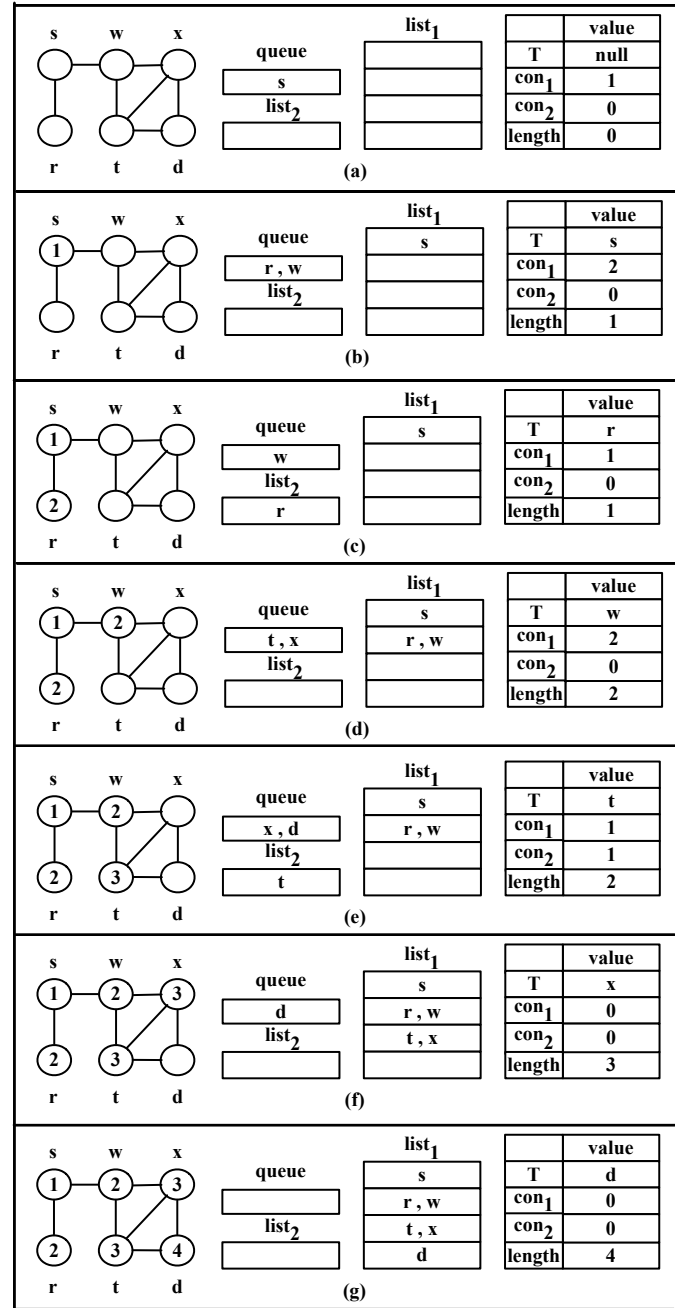 s w x
list1
queue
s
list2
r t d
value
T null
con1 1
con2 0
length 0
(a)
s w x
1
list1
queue
s
r , w
list2
r t d
value
T s
con1 2
con2 0
length 1
(b)
s w x
1
2
list1
queue
s
w
list2
r
r t d
value
T r
con1 1
con2 0
length 1
(c)
s w x
1 2
2
list1
queue
s
t , x
r , w
list2
r t d
value
T w
con1 2
con2 0
length 2
(d)
s w x
1 2
2 3
list1
queue
s
x , d
r , w
list2
t
r t d
value
T t
con1 1
con2 1
length 2
(e)
s w x
1 2 3
2 3
list1
queue
s
d
r , w
list2
t , x
r t d
value
T x
con1 0
con2 0
length 3
(f)
s w x
1 2 3
2 3 4
list1
queue
s
r , w
list2
t , x
d
r t d
value
T d
con1 0
con2 0
length 4
(g)